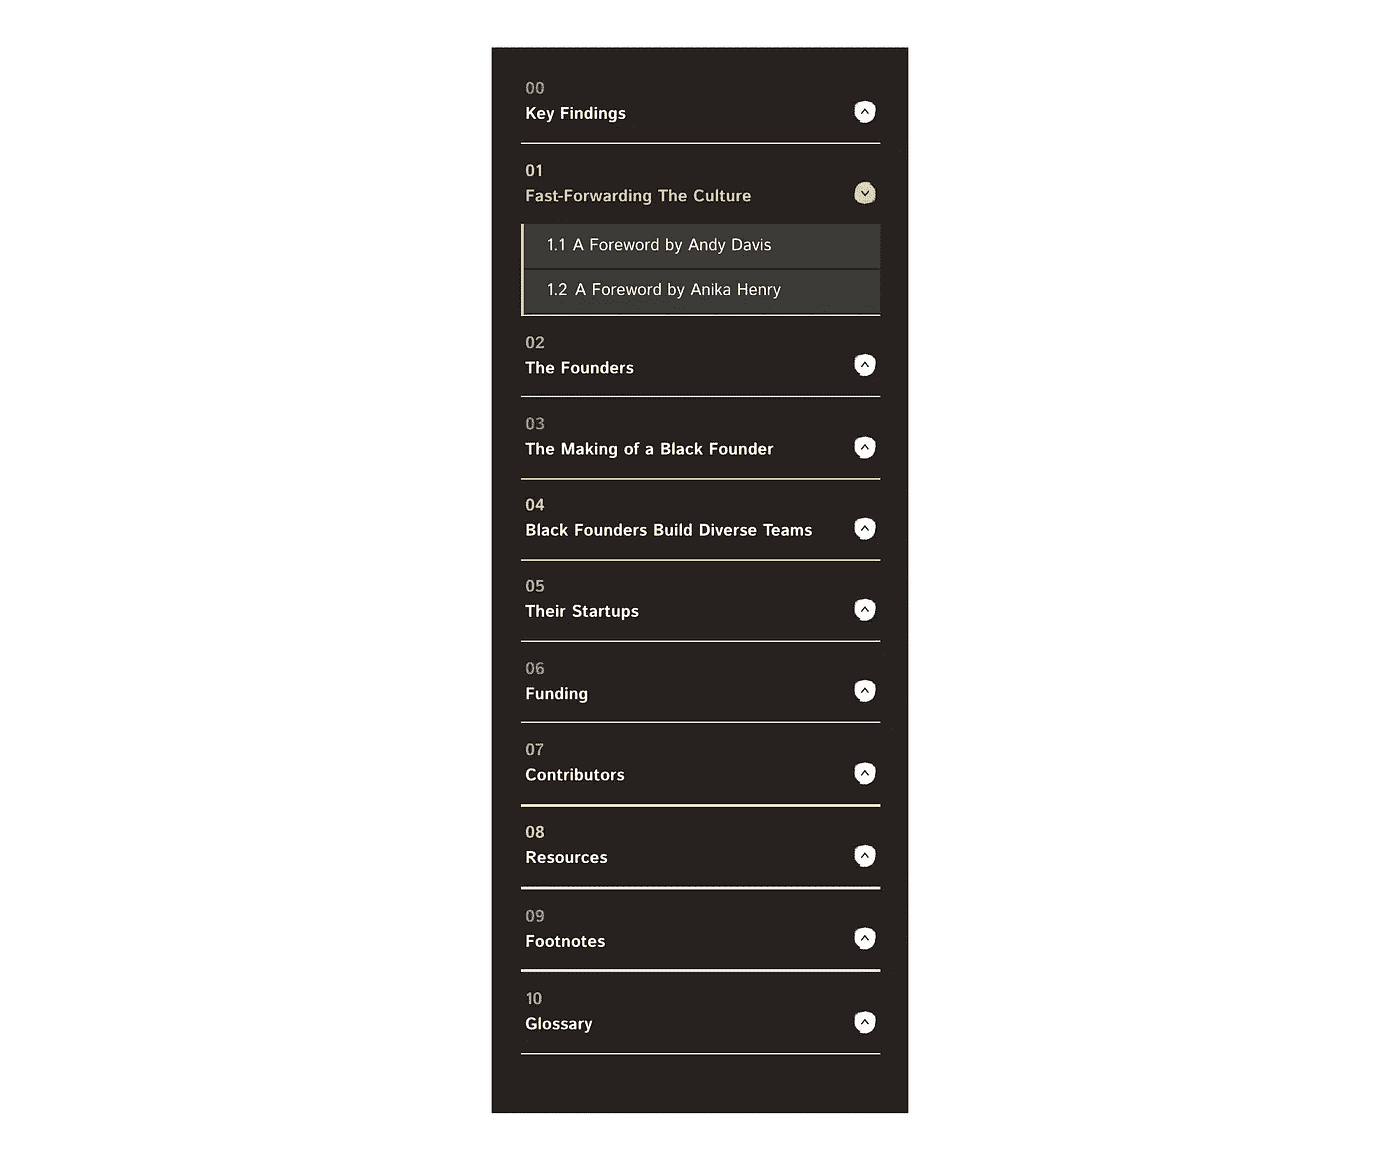 00
Key Findings
01
Fast-Forwarding The Culture
1.1 A Foreword by Andy Davis
1.2 A Foreword by Anika Henry
02
The Founders
03
The Making of a Black Founder
04
Black Founders Build Diverse Teams
05
Their Startups
06
Funding
07
Contributors
08
Resources
09
Footnotes
10
Glossary